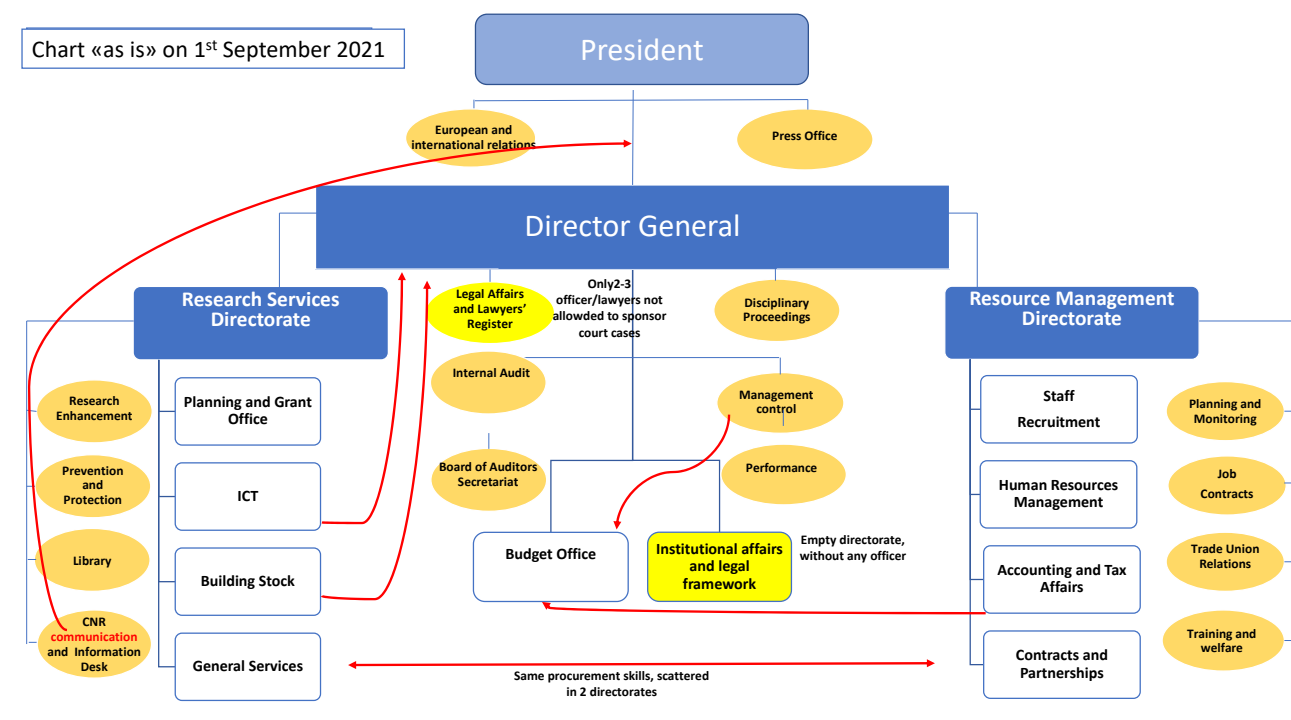 Chart «as is» on 1st September 2021
President
European and
international relations
Press Office
Director General
Research Services
Directorate
Legal Affairs
and Lawyers’
Register
Only2-3
officer/lawyers not
allowded to sponsor
court cases
Disciplinary
Proceedings
Resource Management
Directorate
Research
Enhancement
Prevention
and
Protection
Library
CNR
communication
and Information
Desk
Planning and Grant
Office
ICT
Building Stock
General Services
Internal Audit
Management
control
Board of Auditors
Secretariat
Performance
Budget Office
Institutional affairs
and legal
framework
Empty directorate,
without any officer
Same procurement skills, scattered
in 2 directorates
Staff
Recruitment
Human Resources
Management
Accounting and Tax
Affairs
Contracts and
Partnerships
Planning and
Monitoring
Job
Contracts
Trade Union
Relations
Training and
welfare